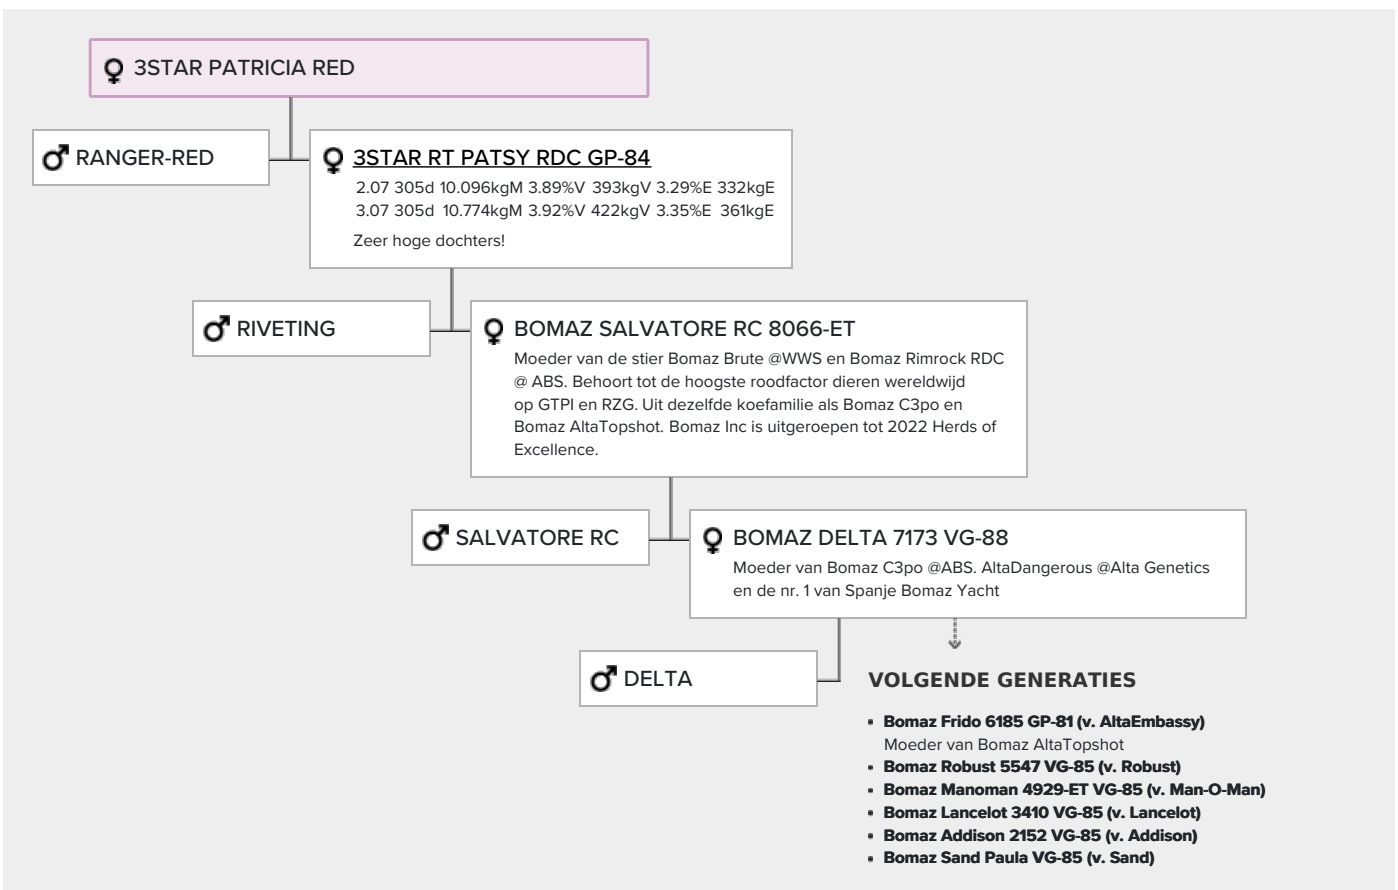 3STAR PATRICIA RED
RANGER-RED
3STAR RT PATSY RDC GP-84
2.07 305d 10.096kgM 3.89%V 393kgV 3.29%E 332kgE
3.07 305d 10.774kgM 3.92%V 422kgV 3.35%E 361kgE
Zeer hoge dochters!
RIVETING
BOMAZ SALVATORE RC 8066-ET
Moeder van de stier Bomaz Brute @WWS en Bomaz Rimrock RDC
@ ABS. Behoort tot de hoogste roodfactor dieren wereldwijd
op GTPI en RZG. Uit dezelfde koefamilie als Bomaz C3po en
Bomaz AltaTopshot. Bomaz Inc is uitgeroepen tot 2022 Herds of
Excellence.
SALVATORE RC
BOMAZ DELTA 7173 VG-88
Moeder van Bomaz C3po @ABS. AltaDangerous @Alta Genetics
en de nr. 1 van Spanje Bomaz Yacht
DELTA
VOLGENDE GENERATIES
• Bomaz Frido 6185 GP-81 (v. AltaEmbassy)
Moeder van Bomaz AltaTopshot
• Bomaz Robust 5547 VG-85 (v. Robust)
• Bomaz Manoman 4929-ET VG-85 (v. Man-O-Man)
• Bomaz Lancelot 3410 VG-85 (v. Lancelot)
• Bomaz Addison 2152 VG-85 (v. Addison)
• Bomaz Sand Paula VG-85 (v. Sand)